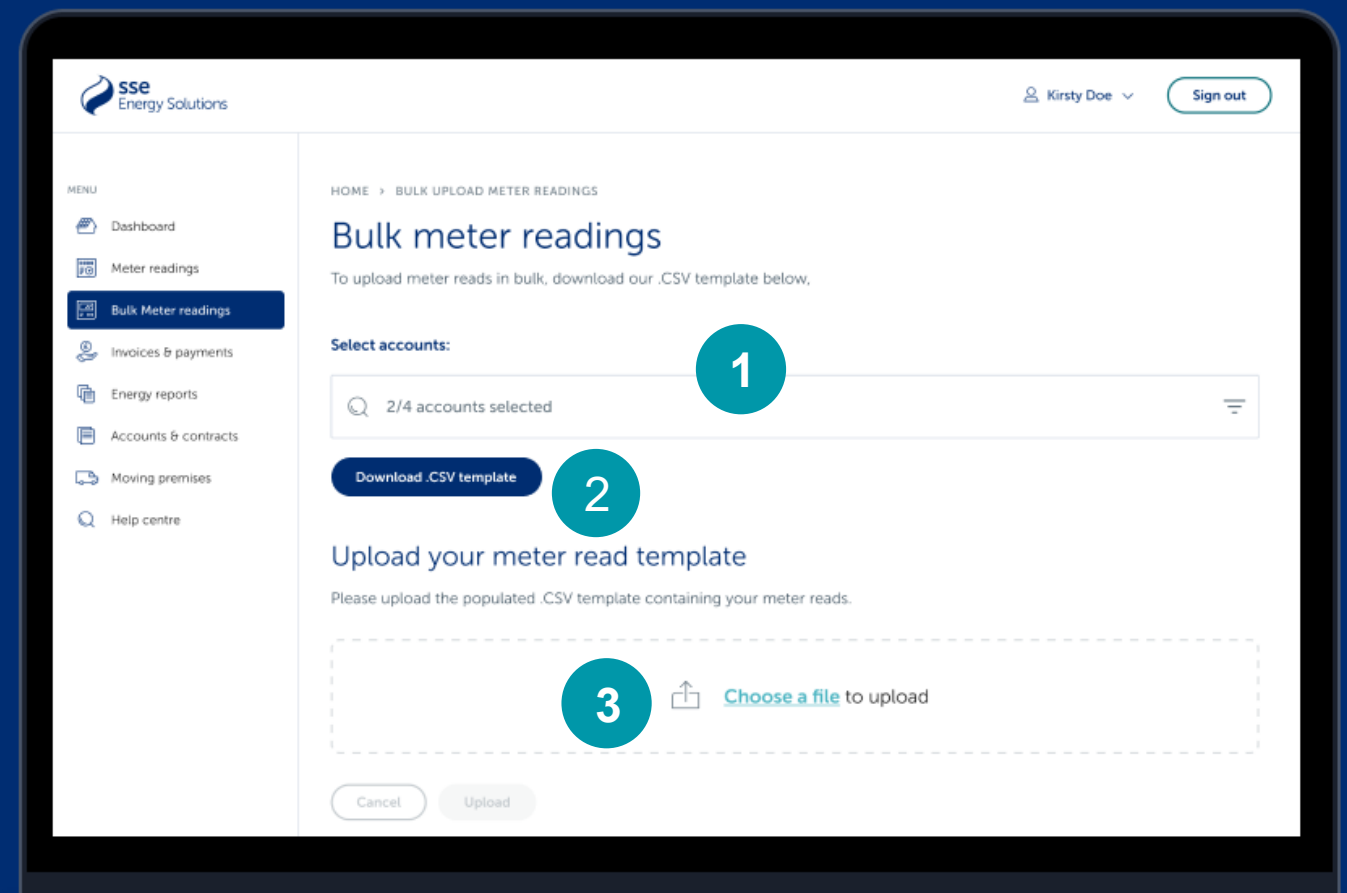 sse
Energy Solutions
Kirsty Doe
Sign out
MENU
Dashboard
Meter readings
Bulk Meter readings
Invoices & payments
Energy reports
Accounts & contracts
Moving premises
Help centre
HOME > BULK UPLOAD METER READINGS
Bulk meter readings
To upload meter reads in bulk, download our .CSV template below,
Select accounts:
1
2/4 accounts selected
Download .CSV template
2
Upload your meter read template
Please upload the populated .CSV template containing your meter reads.
3
Choose a file to upload
Cancel
Upload